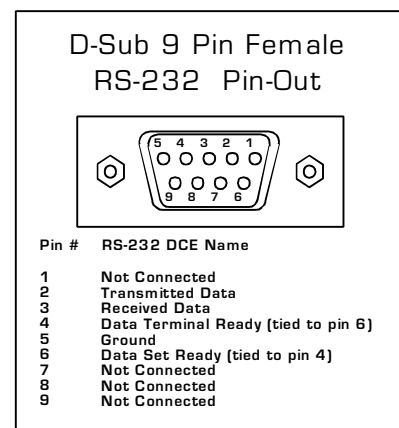 D-Sub 9 Pin Female
RS-232 Pin-Out
5 4 3 2 1
9 8 7 6
Pin # RS-232 DCE Name
1 Not Connected
2 Transmitted Data
3 Received Data
4 Data Terminal Ready (tied to pin 6)
5 Ground
6 Data Set Ready (tied to pin 4)
7 Not Connected
8 Not Connected
9 Not Connected